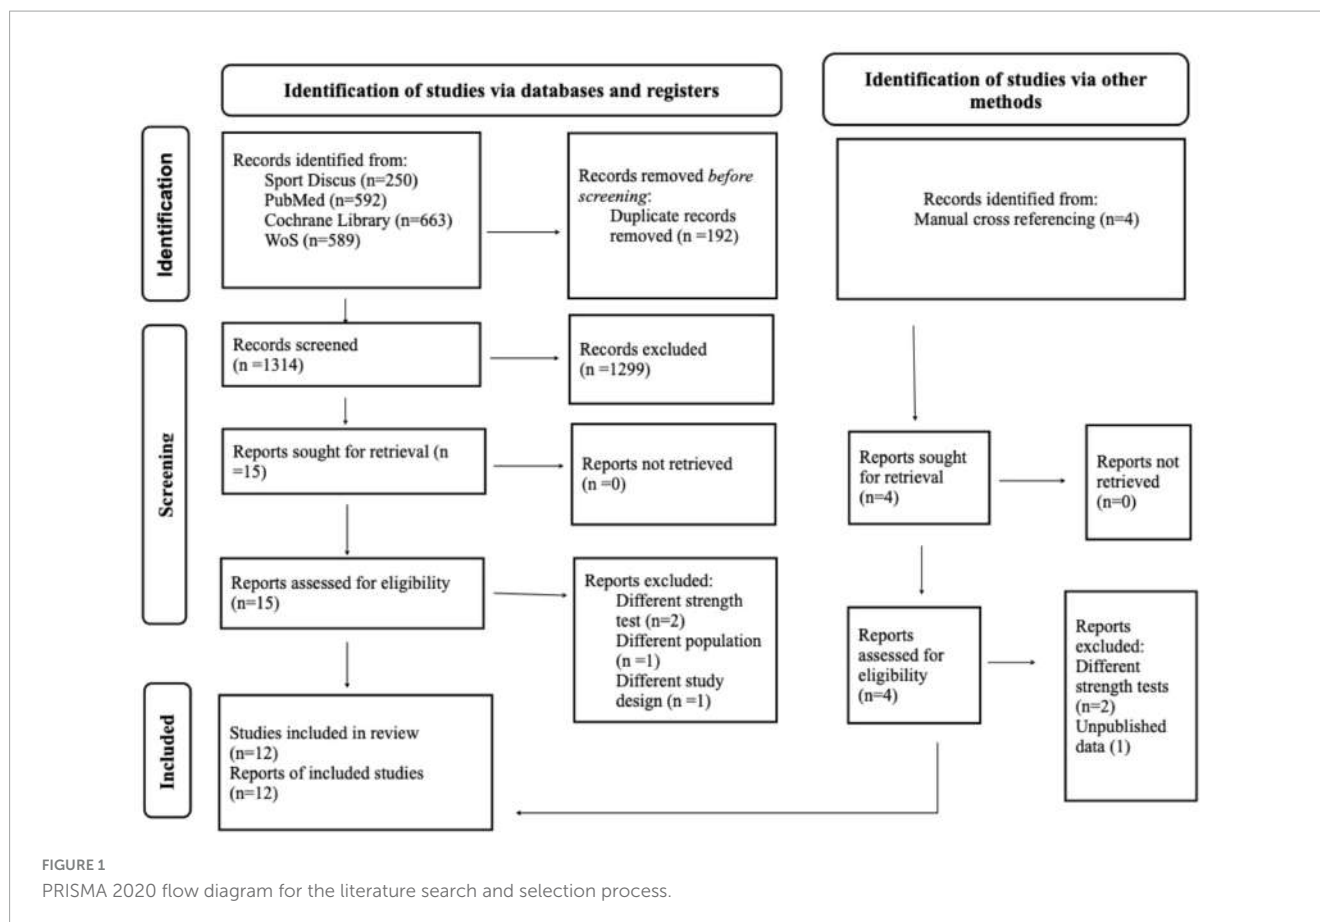 Identification of studies via databases and registers
Identification of studies via other
methods
Identification
Records identified from:
Sport Discus (n=250)
PubMed (n=592)
Cochrane Library (n=663)
WoS (n=589)
Records removed before
screening:
Duplicate records
removed (n =192)
Records identified from:
Manual cross referencing (n=4)
Screening
Records screened
(n =1314)
Records excluded
(n =1299)
Reports sought for retrieval (n
=15)
Reports not retrieved
(n =0)
Reports sought
for retrieval
(n=4)
Reports not
retrieved
(n=0)
Reports assessed for eligibility
(n=15)
Reports excluded:
Different strength
test (n=2)
Different population
(n =1)
Different study
design (n =1)
Reports
assessed for
eligibility
(n=4)
Reports
excluded:
Different
strength tests
(n=2)
Unpublished
data (1)
Included
Studies included in review
(n=12)
Reports of included studies
(n=12)
FIGURE 1
PRISMA 2020 flow diagram for the literature search and selection process.